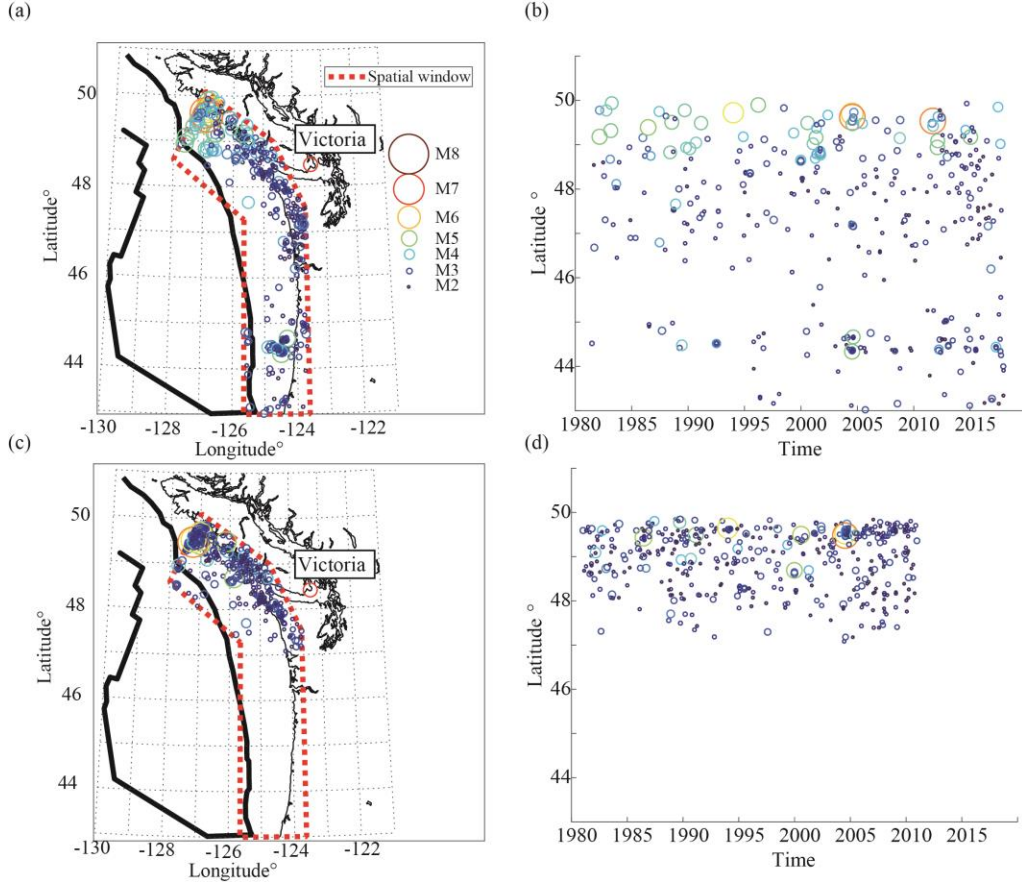 (a)
50
48
46
44
Latitude°
-130
-128
-126
-124
-122
Longitude°
Spatial window
Victoria
M8
M7
M6
M5
M4
M3
M2
(b)
50
48
46
44
Latitude °
1980 1985 1990 1995 2000 2005 2010 2015
Time
(c)
50
48
46
44
Latitude°
-130
-128
-126
-124
-122
Longitude°
Victoria
(d)
50
48
46
44
Latitude °
1980 1985 1990 1995 2000 2005 2010 2015
Time